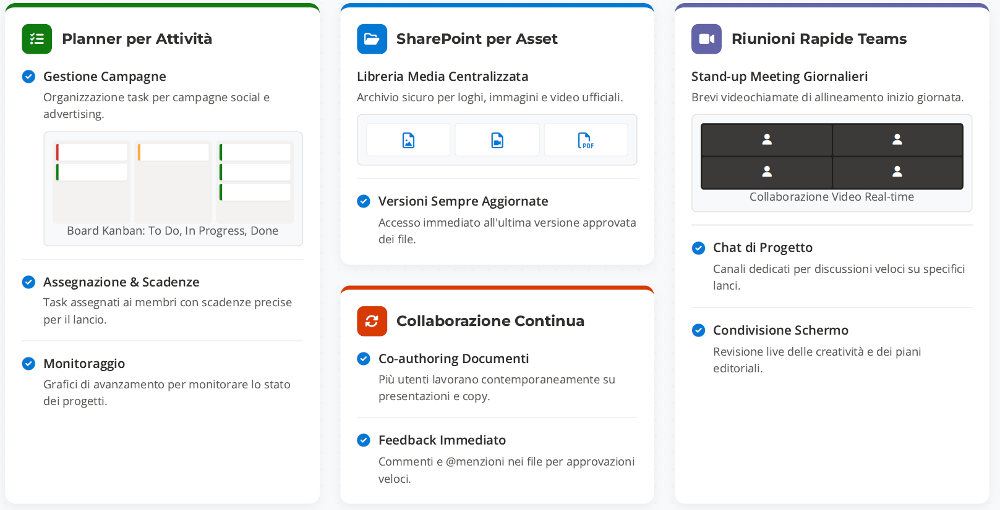 Planner per Attività
Gestione Campagne
Organizzazione task per campagne social e
advertising.
Board Kanban: To Do, In Progress, Done
Assegnazione & Scadenze
Task assegnati ai membri con scadenze precise
per il lancio.
Monitoraggio
Grafici di avanzamento per monitorare lo stato
dei progetti.
SharePoint per Asset
Libreria Media Centralizzata
Archivio sicuro per loghi, immagini e video ufficiali.
PDF
Versioni Sempre Aggiornate
Accesso immediato all'ultima versione approvata
dei file.
Collaborazione Continua
Co-authoring Documenti
Più utenti lavorano contemporaneamente su
presentazioni e copy.
Feedback Immediato
Commenti e @menzioni nei file per approvazioni
veloci.
Riunioni Rapide Teams
Stand-up Meeting Giornalieri
Brevi videochiamate di allineamento inizio giornata.
Collaborazione Video Real-time
Chat di Progetto
Canali dedicati per discussioni veloci su specifici
lanci.
Condivisione Schermo
Revisione live delle creatività e dei piani
editoriali.